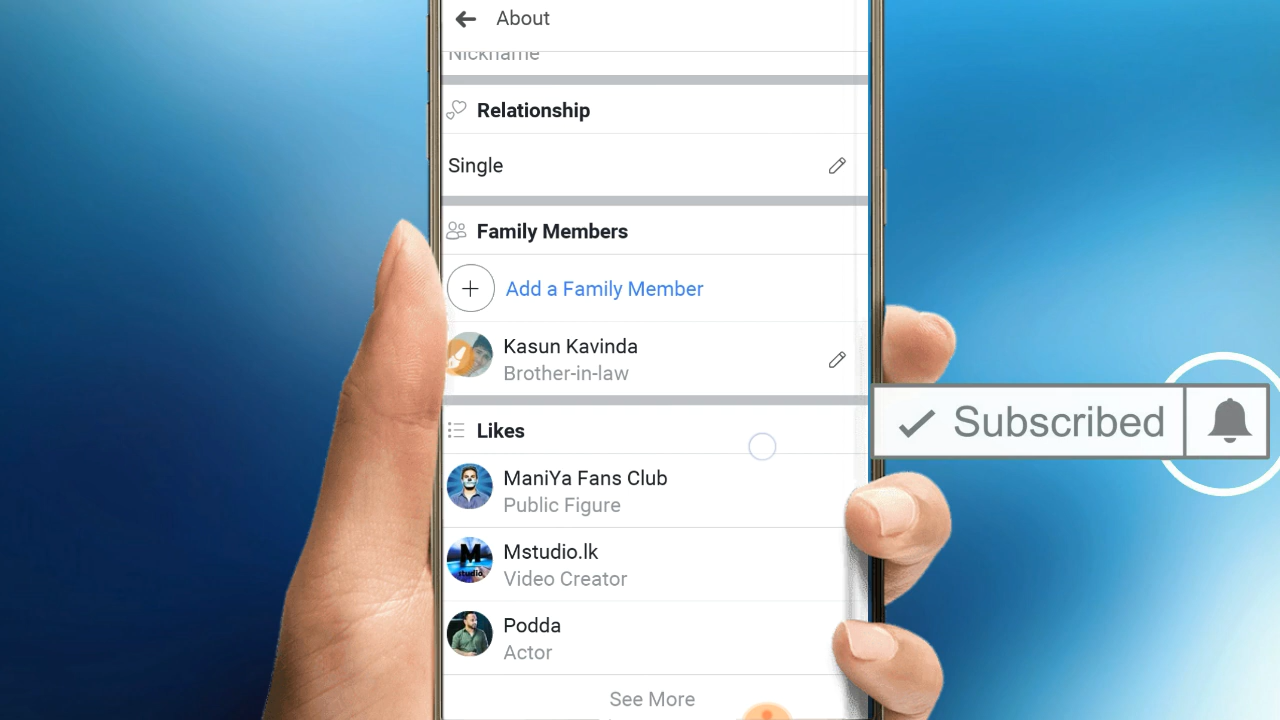 About
Nickname
Relationship
Single
Family Members
Add a Family Member
Kasun Kavinda
Brother-in-law
Likes
Subscribed
ManiYa Fans Club
Public Figure
Mstudio.lk
Video Creator
M
studio
Podda
Actor
See More